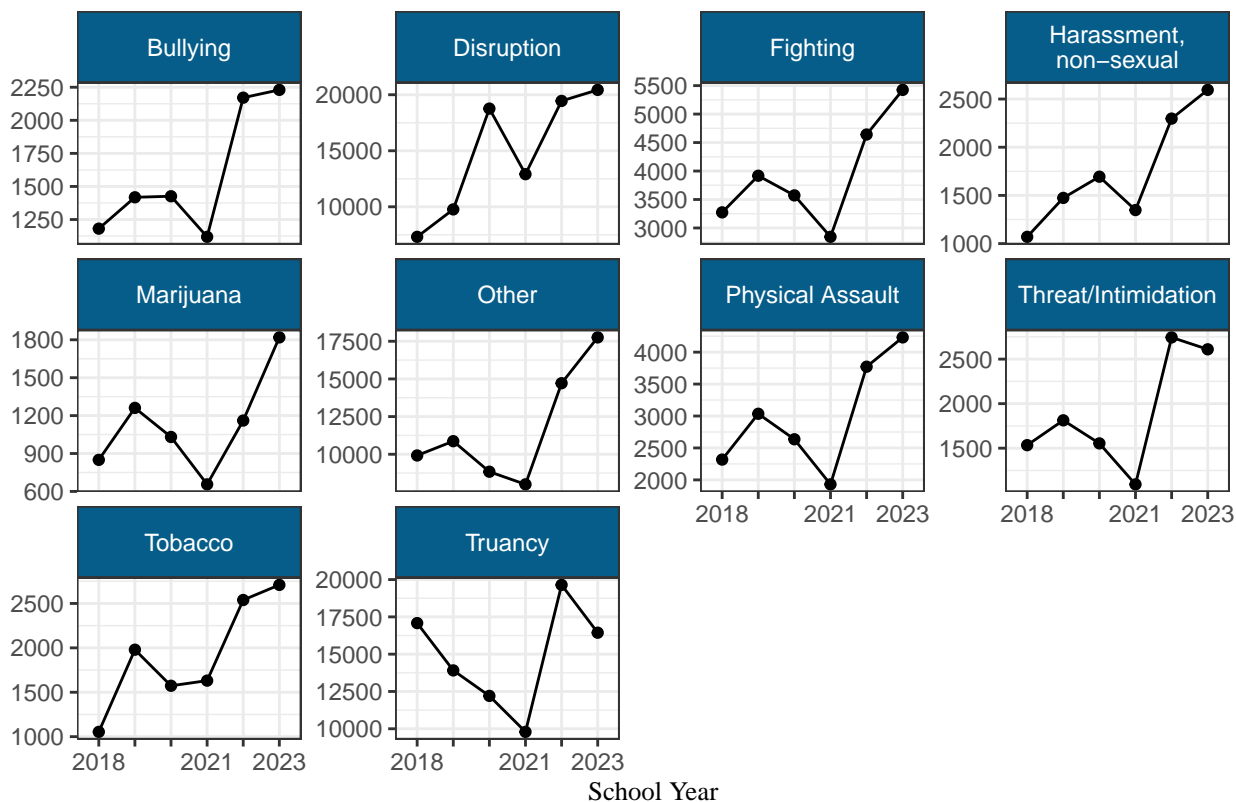 Bullying
Disruption
Fighting
Harassment,
non−sexual
2250
2000
1750
1500
1250
20000
15000
10000
5500
5000
4500
4000
3500
3000
2500
2000
1500
1000
Marijuana
Other
Physical Assault
Threat/Intimidation
1800
1500
1200
900
600
17500
15000
12500
10000
4000
3500
3000
2500
2000
2500
2000
1500
2018 2021 2023
2018 2021 2023
Tobacco
Truancy
2500
2000
1500
1000
20000
17500
15000
12500
10000
2018 2021 2023
2018 2021 2023
School Year